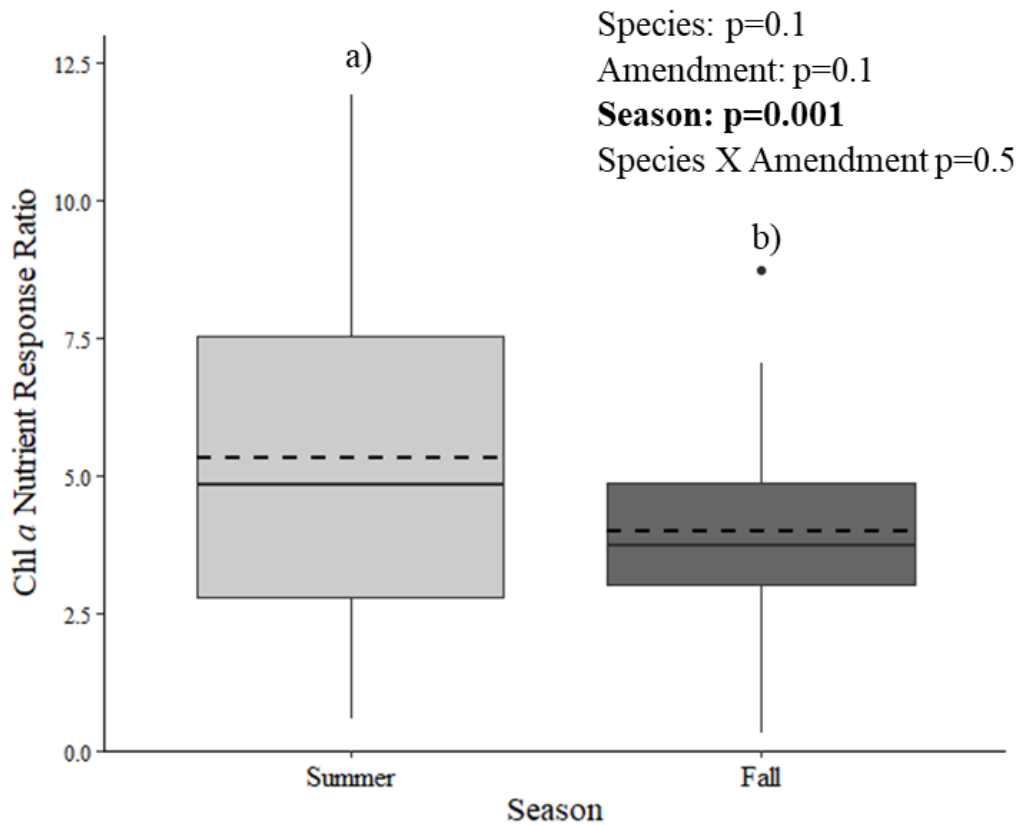 Species: p=0.1
Amendment: p=0.1
Season: p=0.001
Species X Amendment p=0.5
a)
b)
12.5
10.0
7.5
5.0
2.5
0.0
Chl a Nutrient Response Ratio
Summer
Fall
Season